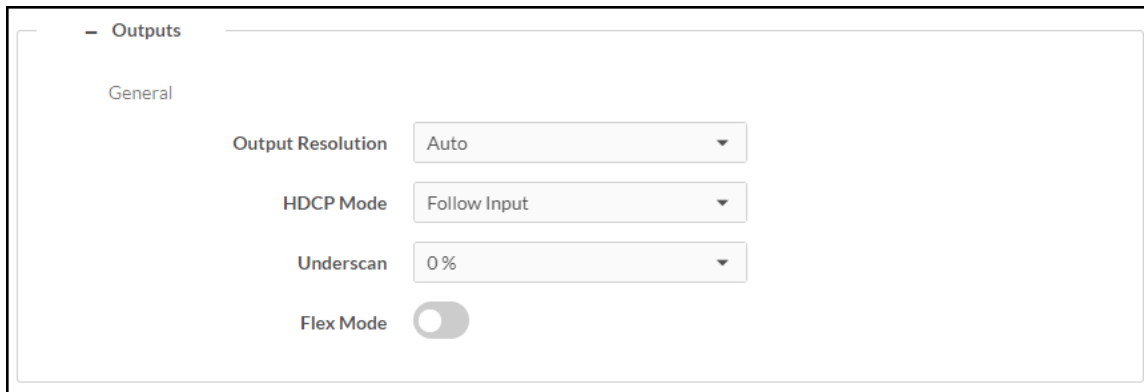 – Outputs
General
Output Resolution Auto
HDCP Mode Follow Input
Underscan 0 %
Flex Mode